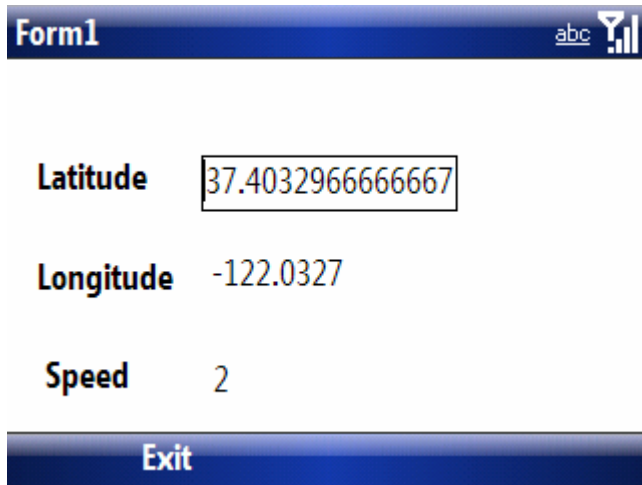 Form1 abc
Latitude 37.4032966666667
Longitude -122.0327
Speed 2
Exit